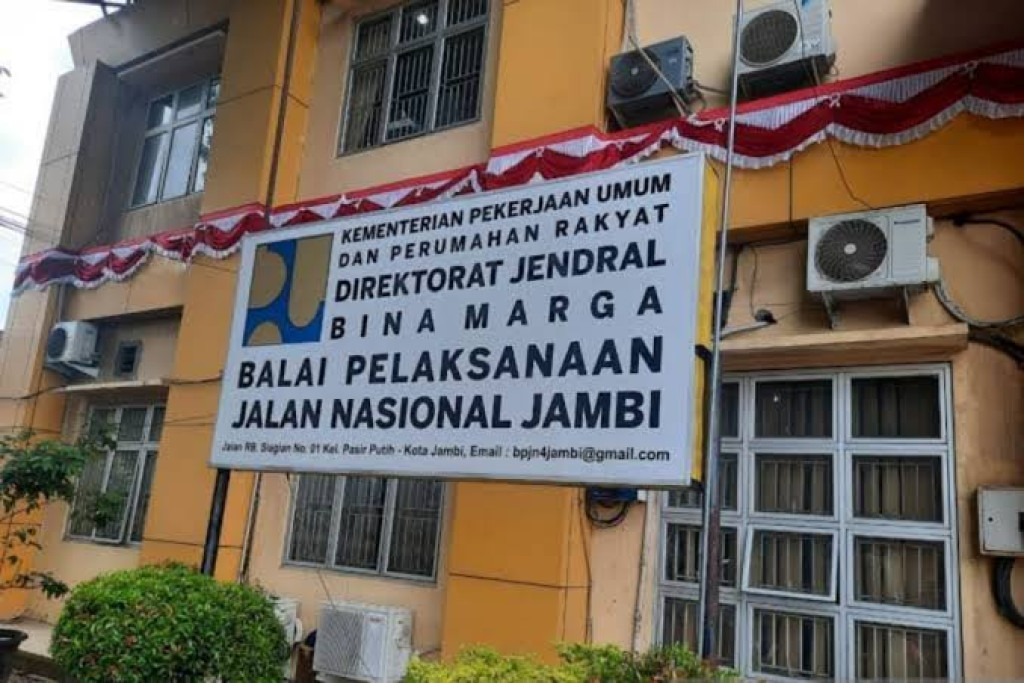 KEMENTERIAN PEKERJAAN UMUM
DAN PERUMAHAN RAKYAT
DIREKTORAT JENDRAL
BINA MARGA
BALAI PELAKSANAAN
JALAN NASIONAL JAMBI
Jalan RB. Siagian No. 01 Kel. Pasir Putih - Kota Jambi, Email : bpjn4jambi@gmail.com